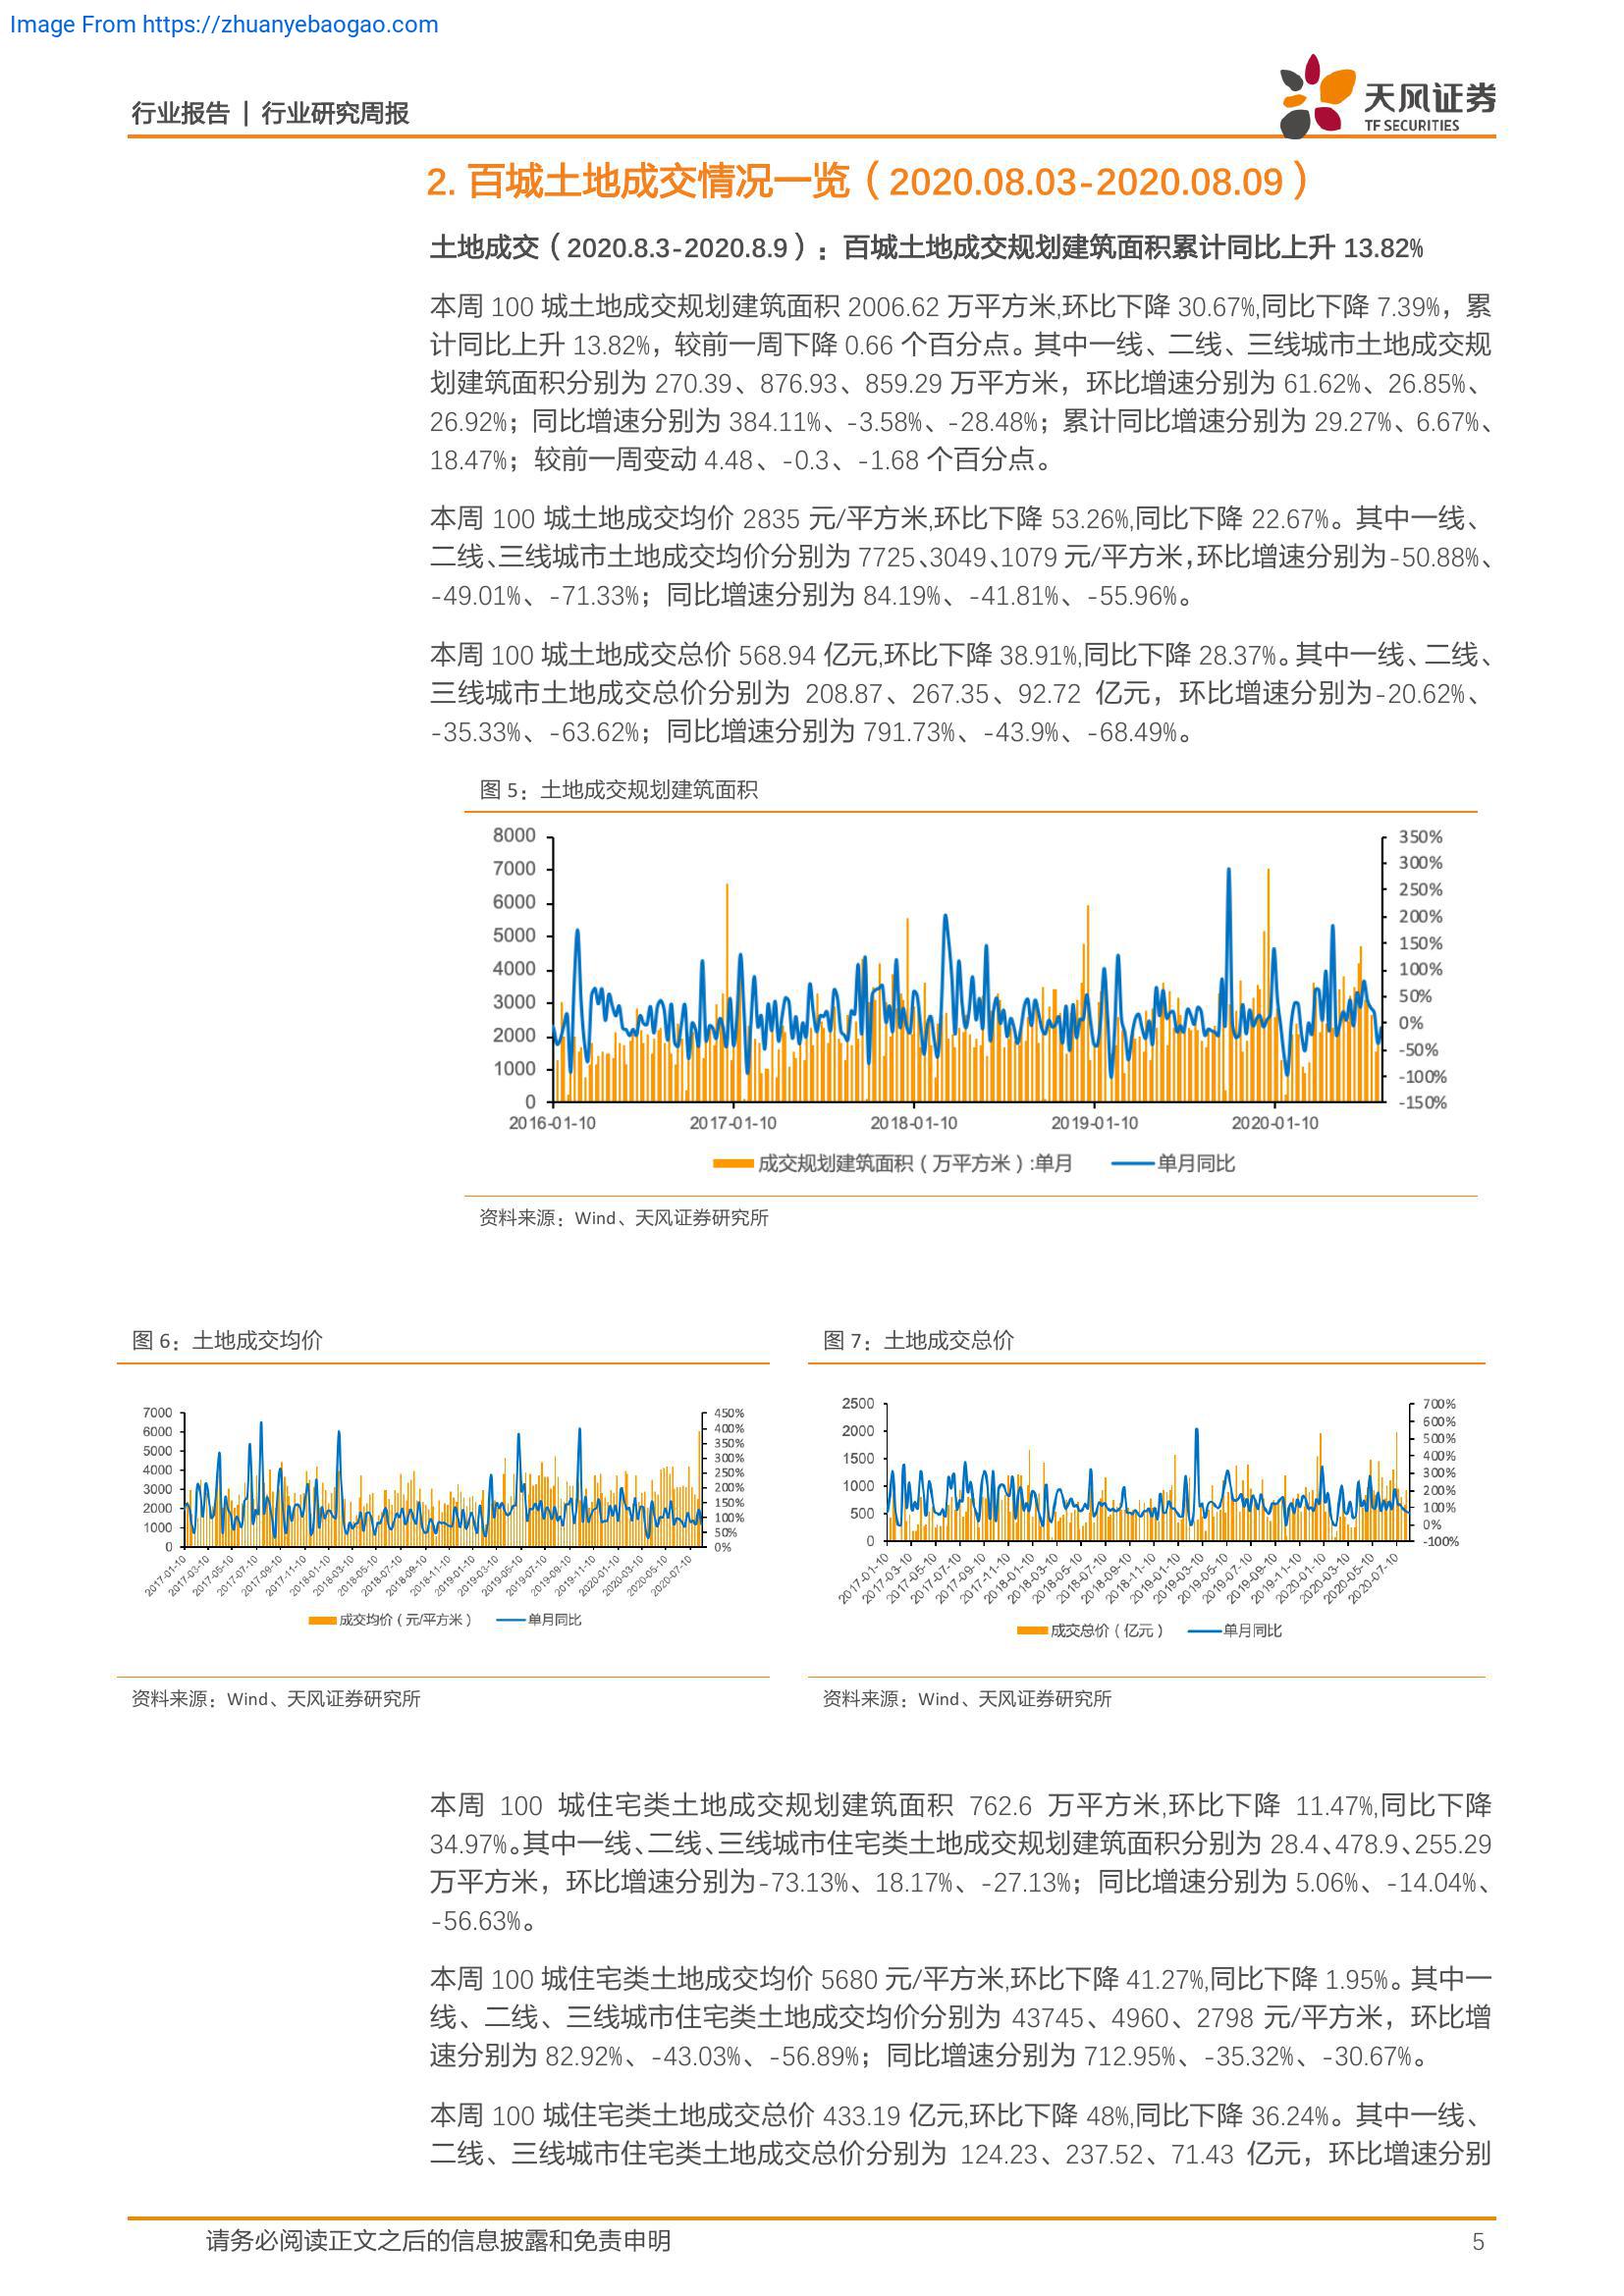 Image From https://zhuanyebaogao.com
行业报告 | 行业研究周报
天风证券
TF SECURITIES
2. 百城土地成交情况一览（2020.08.03-2020.08.09）
土地成交（2020.8.3-2020.8.9）：百城土地成交规划建筑面积累计同比上升 13.82%
本周 100 城土地成交规划建筑面积 2006.62 万平方米,环比下降 30.67%,同比下降 7.39%，累
计同比上升 13.82%，较前一周下降 0.66 个百分点。其中一线、二线、三线城市土地成交规
划建筑面积分别为 270.39、876.93、859.29 万平方米，环比增速分别为 61.62%、26.85%、
26.92%；同比增速分别为 384.11%、-3.58%、-28.48%；累计同比增速分别为 29.27%、6.67%、
18.47%；较前一周变动 4.48、-0.3、-1.68 个百分点。
本周 100 城土地成交均价 2835 元/平方米,环比下降 53.26%,同比下降 22.67%。其中一线、
二线、三线城市土地成交均价分别为 7725、3049、1079 元/平方米，环比增速分别为-50.88%、
-49.01%、-71.33%；同比增速分别为 84.19%、-41.81%、-55.96%。
本周 100 城土地成交总价 568.94 亿元,环比下降 38.91%,同比下降 28.37%。其中一线、二线、
三线城市土地成交总价分别为 208.87、267.35、92.72 亿元，环比增速分别为-20.62%、
-35.33%、-63.62%；同比增速分别为 791.73%、-43.9%、-68.49%。
图 5：土地成交规划建筑面积
8000
7000
6000
5000
4000
3000
2000
1000
0
350%
300%
250%
200%
150%
100%
50%
0%
-50%
-100%
-150%
2016-01-10 2017-01-10 2018-01-10 2019-01-10 2020-01-10
成交规划建筑面积（万平方米）:单月 单月同比
资料来源：Wind、天风证券研究所
图 6：土地成交均价
7000
6000
5000
4000
3000
2000
1000
0
450%
400%
350%
300%
250%
200%
150%
100%
50%
0%
2017-01-10 2017-03-10 2017-05-10 2017-07-10 2017-09-10 2017-11-10 2018-01-10 2018-03-10 2018-05-10 2018-07-10 2018-09-10 2018-11-10 2019-01-10 2019-03-10 2019-05-10 2019-07-10 2019-09-10 2019-11-10 2020-01-10 2020-03-10 2020-05-10 2020-07-10
成交均价（元/平方米） 单月同比
资料来源：Wind、天风证券研究所
图 7：土地成交总价
2500
2000
1500
1000
500
0
700%
600%
500%
400%
300%
200%
100%
0%
-100%
2017-01-10 2017-03-10 2017-05-10 2017-07-10 2017-09-10 2017-11-10 2018-01-10 2018-03-10 2018-05-10 2018-07-10 2018-09-10 2018-11-10 2019-01-10 2019-03-10 2019-05-10 2019-07-10 2019-09-10 2019-11-10 2020-01-10 2020-03-10 2020-05-10 2020-07-10
成交总价（亿元） 单月同比
资料来源：Wind、天风证券研究所
本周 100 城住宅类土地成交规划建筑面积 762.6 万平方米,环比下降 11.47%,同比下降
34.97%。其中一线、二线、三线城市住宅类土地成交规划建筑面积分别为 28.4、478.9、255.29
万平方米，环比增速分别为-73.13%、18.17%、-27.13%；同比增速分别为 5.06%、-14.04%、
-56.63%。
本周 100 城住宅类土地成交均价 5680 元/平方米,环比下降 41.27%,同比下降 1.95%。其中一
线、二线、三线城市住宅类土地成交均价分别为 43745、4960、2798 元/平方米，环比增
速分别为 82.92%、-43.03%、-56.89%；同比增速分别为 712.95%、-35.32%、-30.67%。
本周 100 城住宅类土地成交总价 433.19 亿元,环比下降 48%,同比下降 36.24%。其中一线、
二线、三线城市住宅类土地成交总价分别为 124.23、237.52、71.43 亿元，环比增速分别
请务必阅读正文之后的信息披露和免责申明
5